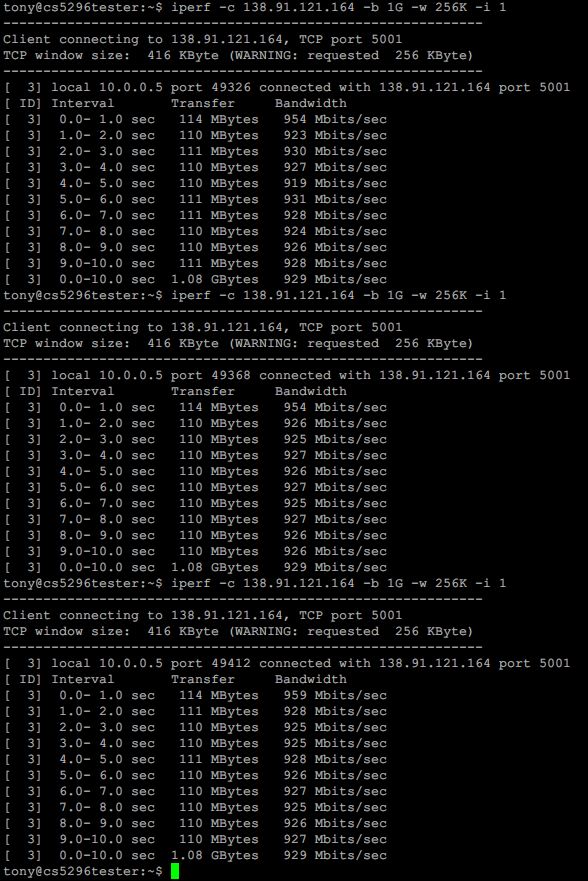 tony@cs5296tester:~$ iperf -c 138.91.121.164 -b 1G -w 256K -i 1
------------------------------------------------------------
Client connecting to 138.91.121.164, TCP port 5001
TCP window size:  416 KByte (WARNING: requested  256 KByte)
------------------------------------------------------------
[  3] local 10.0.0.5 port 49326 connected with 138.91.121.164 port 5001
[ ID] Interval       Transfer     Bandwidth
[  3]  0.0- 1.0 sec   114 MBytes   954 Mbits/sec
[  3]  1.0- 2.0 sec   110 MBytes   923 Mbits/sec
[  3]  2.0- 3.0 sec   111 MBytes   930 Mbits/sec
[  3]  3.0- 4.0 sec   110 MBytes   927 Mbits/sec
[  3]  4.0- 5.0 sec   110 MBytes   919 Mbits/sec
[  3]  5.0- 6.0 sec   111 MBytes   931 Mbits/sec
[  3]  6.0- 7.0 sec   111 MBytes   928 Mbits/sec
[  3]  7.0- 8.0 sec   110 MBytes   924 Mbits/sec
[  3]  8.0- 9.0 sec   110 MBytes   926 Mbits/sec
[  3]  9.0-10.0 sec   111 MBytes   928 Mbits/sec
[  3]  0.0-10.0 sec  1.08 GBytes   929 Mbits/sec
tony@cs5296tester:~$ iperf -c 138.91.121.164 -b 1G -w 256K -i 1
------------------------------------------------------------
Client connecting to 138.91.121.164, TCP port 5001
TCP window size:  416 KByte (WARNING: requested  256 KByte)
------------------------------------------------------------
[  3] local 10.0.0.5 port 49368 connected with 138.91.121.164 port 5001
[ ID] Interval       Transfer     Bandwidth
[  3]  0.0- 1.0 sec   114 MBytes   954 Mbits/sec
[  3]  1.0- 2.0 sec   110 MBytes   926 Mbits/sec
[  3]  2.0- 3.0 sec   110 MBytes   925 Mbits/sec
[  3]  3.0- 4.0 sec   110 MBytes   927 Mbits/sec
[  3]  4.0- 5.0 sec   110 MBytes   926 Mbits/sec
[  3]  5.0- 6.0 sec   110 MBytes   927 Mbits/sec
[  3]  6.0- 7.0 sec   110 MBytes   925 Mbits/sec
[  3]  7.0- 8.0 sec   110 MBytes   927 Mbits/sec
[  3]  8.0- 9.0 sec   110 MBytes   926 Mbits/sec
[  3]  9.0-10.0 sec   110 MBytes   926 Mbits/sec
[  3]  0.0-10.0 sec  1.08 GBytes   929 Mbits/sec
tony@cs5296tester:~$ iperf -c 138.91.121.164 -b 1G -w 256K -i 1
------------------------------------------------------------
Client connecting to 138.91.121.164, TCP port 5001
TCP window size:  416 KByte (WARNING: requested  256 KByte)
------------------------------------------------------------
[  3] local 10.0.0.5 port 49412 connected with 138.91.121.164 port 5001
[ ID] Interval       Transfer     Bandwidth
[  3]  0.0- 1.0 sec   114 MBytes   959 Mbits/sec
[  3]  1.0- 2.0 sec   111 MBytes   928 Mbits/sec
[  3]  2.0- 3.0 sec   110 MBytes   925 Mbits/sec
[  3]  3.0- 4.0 sec   110 MBytes   925 Mbits/sec
[  3]  4.0- 5.0 sec   111 MBytes   928 Mbits/sec
[  3]  5.0- 6.0 sec   110 MBytes   926 Mbits/sec
[  3]  6.0- 7.0 sec   110 MBytes   927 Mbits/sec
[  3]  7.0- 8.0 sec   110 MBytes   925 Mbits/sec
[  3]  8.0- 9.0 sec   110 MBytes   926 Mbits/sec
[  3]  9.0-10.0 sec   110 MBytes   927 Mbits/sec
[  3]  0.0-10.0 sec  1.08 GBytes   929 Mbits/sec
tony@cs5296tester:~$